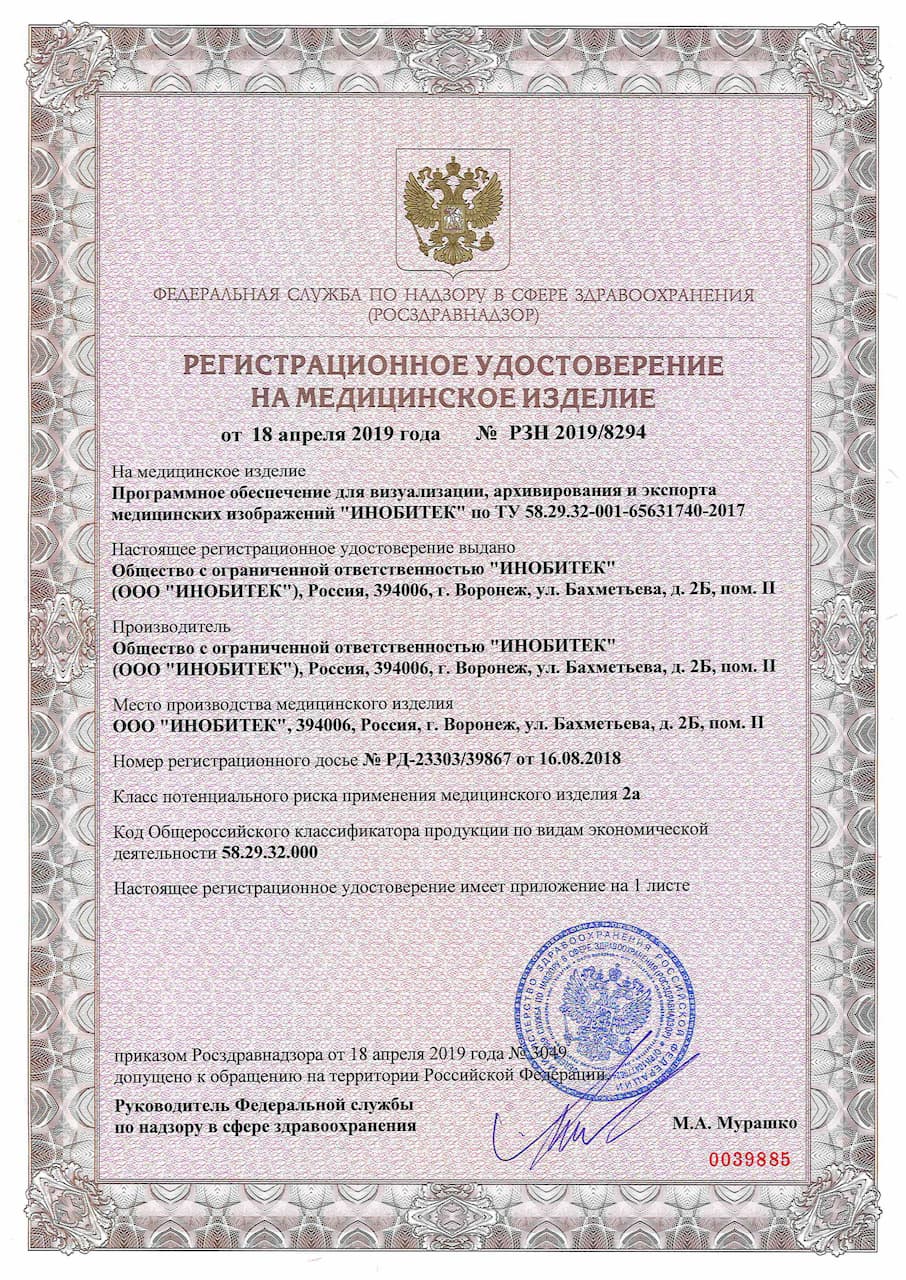 ФЕДЕРАЛЬНАЯ СЛУЖБА ПО НАДЗОРУ В СФЕРЕ ЗДРАВООХРАНЕНИЯ
(РОСЗДРАВНАДЗОР)
РЕГИСТРАЦИОННОЕ УДОСТОВЕРЕНИЕ
НА МЕДИЦИНСКОЕ ИЗДЕЛИЕ
от 18 апреля 2019 года № РЗН 2019/8294
На медицинское изделие
Программное обеспечение для визуализации, архивирования и экспорта
медицинских изображений "ИНОБИТЕК" по ТУ 58.29.32-001-65631740-2017
Настоящее регистрационное удостоверение выдано
Общество с ограниченной ответственностью "ИНОБИТЕК"
(ООО "ИНОБИТЕК"), Россия, 394006, г. Воронеж, ул. Бахметьева, д. 2Б, пом. II
Производитель
Общество с ограниченной ответственностью "ИНОБИТЕК"
(ООО "ИНОБИТЕК"), Россия, 394006, г. Воронеж, ул. Бахметьева, д. 2Б, пом. II
Место производства медицинского изделия
ООО "ИНОБИТЕК", 394006, Россия, г. Воронеж, ул. Бахметьева, д. 2Б, пом. II
Номер регистрационного досье № РД-23303/39867 от 16.08.2018
Класс потенциального риска применения медицинского изделия 2а
Код Общероссийского классификатора продукции по видам экономической
деятельности 58.29.32.000
Настоящее регистрационное удостоверение имеет приложение на 1 листе
МИНИСТЕРСТВО ЗДРАВООХРАНЕНИЯ РОССИЙСКОЙ ФЕДЕРАЦИИ
СЛУЖБА ПО НАДЗОРУ В СФЕРЕ ЗДРАВООХРАНЕНИЯ (РОСЗДРАВНАДЗОР)
приказом Росздравнадзора от 18 апреля 2019 года № 3049
допущено к обращению на территории Российской Федерации.
Руководитель Федеральной службы
по надзору в сфере здравоохранения
М.А. Мурашко
0039885